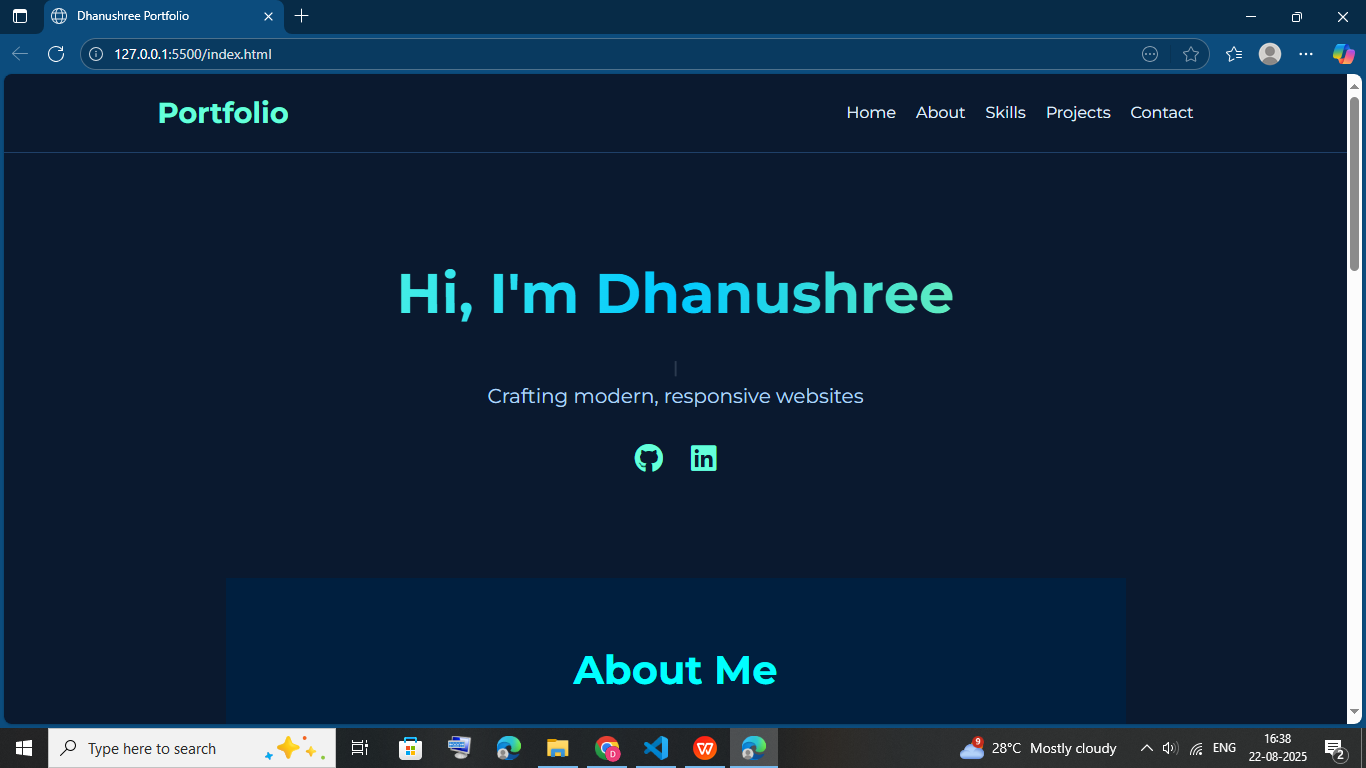 Dhanushree Portfolio
127.0.0.1:5500/index.html
Portfolio
Home About Skills Projects Contact
Hi, I'm Dhanushree
|
Crafting modern, responsive websites
in
About Me
Type here to search
D
W
9
28°C Mostly cloudy
ENG
16:38
22-08-2025
2